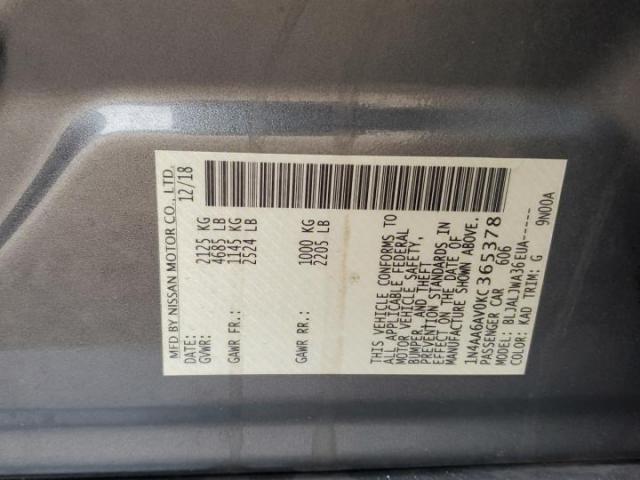 MFD BY NISSAN MOTOR CO., LTD.
DATE: 12/18
GVWR: 2125 KG
4685 LB
GAWR FR: 1145 KG
2524 LB
GAWR RR: 1000 KG
2205 LB
THIS VEHICLE CONFORMS TO
ALL APPLICABLE FEDERAL
MOTOR VEHICLE SAFETY,
BUMPER, AND THEFT
PREVENTION STANDARDS IN
EFFECT ON THE DATE OF
MANUFACTURE SHOWN ABOVE.
1N4AA6AV0KC365378
PASSENGER CAR 606
MODEL: BLJALJWA36EUA-----
COLOR: KAD TRIM: G 9N00A